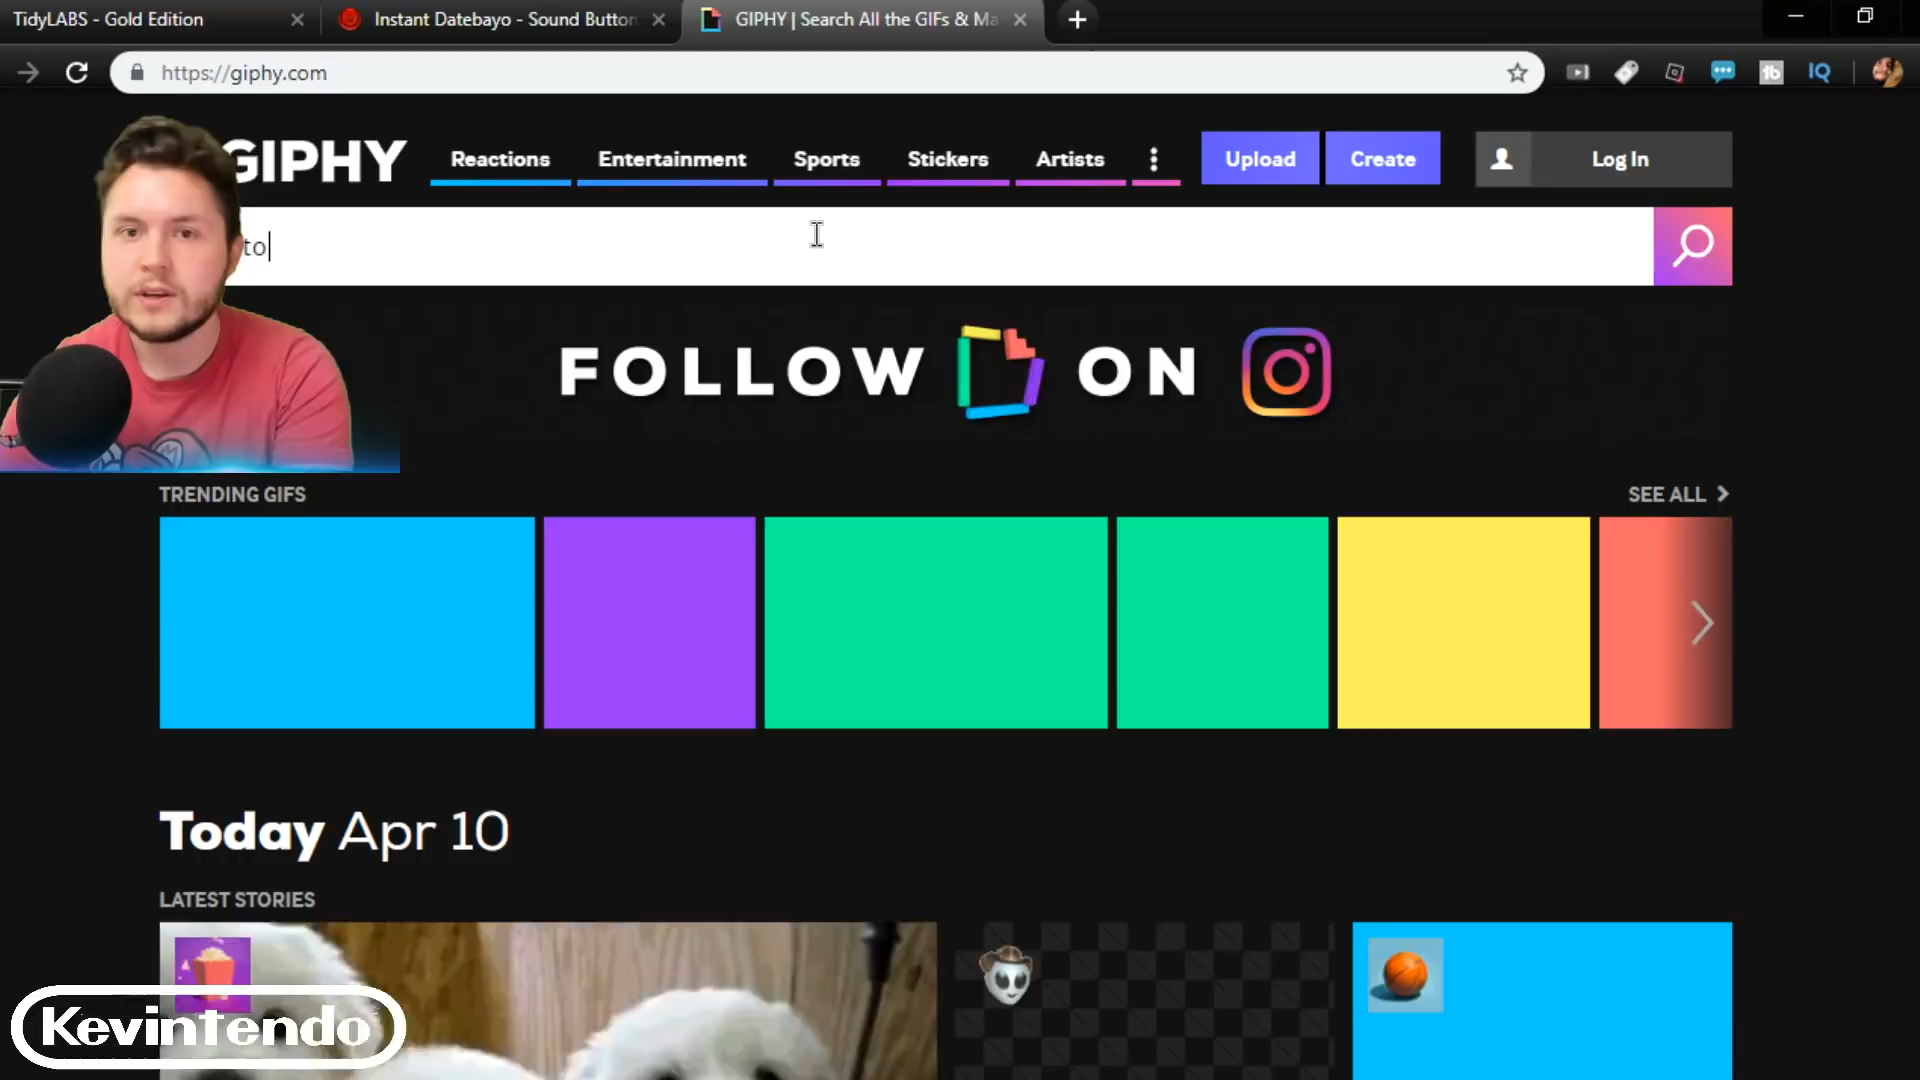 TidyLABS - Gold Edition
Instant Datebayo - Sound Button
GIPHY | Search All the GIFs & Ma
https://giphy.com
tb
IQ
GIPHY
Reactions
Entertainment
Sports
Stickers
Artists
Upload
Create
Log In
to
FOLLOW ON
TRENDING GIFS
SEE ALL
Today Apr 10
LATEST STORIES
Kevintendo